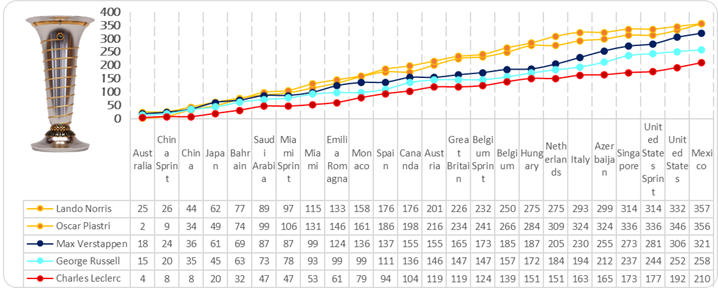 400
350
300
250
200
150
100
50
0
Australia
China Sprint
China
Japan
Bahrain
Saudi Arabia
Miami Sprint
Miami
Emilia Romagna
Monaco
Spain
Cananda
Austria
Great Britain
Belgium Sprint
Belgium
Hungary
Netherlands
Italy
Azerbaijan
Singapore
United States Sprint
United States
Mexico
Lando Norris 25 26 44 62 77 89 97 115 133 158 176 176 201 226 232 250 275 275 293 299 314 314 332 357
Oscar Piastri 2 9 34 49 74 99 106 131 146 161 186 198 216 234 241 266 284 309 324 324 336 336 346 356
Max Verstappen 18 24 36 61 69 87 87 99 124 136 137 155 155 165 173 185 187 205 230 255 273 281 306 321
George Russell 15 20 35 45 63 73 78 93 99 99 111 136 146 147 147 157 172 184 194 212 237 244 252 258
Charles Leclerc 4 8 8 20 32 47 47 53 61 79 94 104 119 119 124 139 151 151 163 165 173 177 192 210